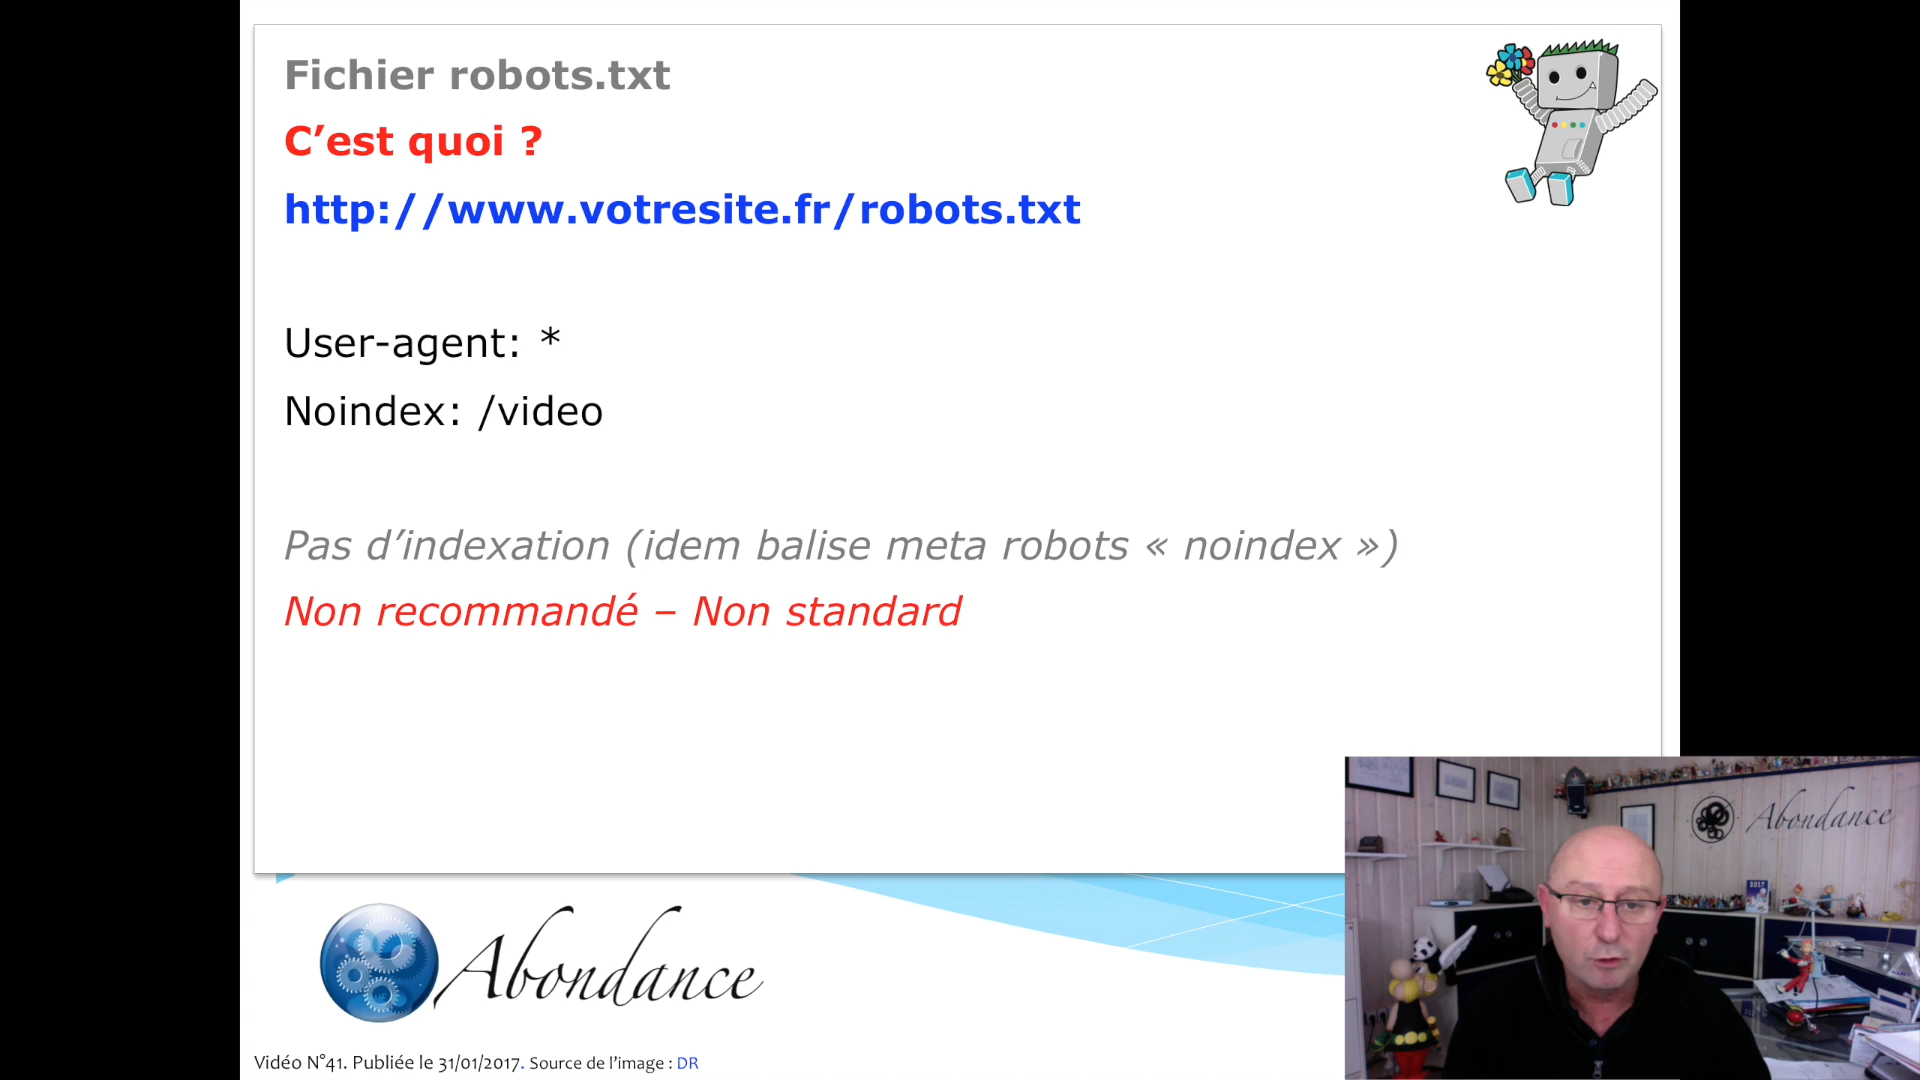 Fichier robots.txt
C’est quoi ?
http://www.votresite.fr/robots.txt
User-agent: *
Noindex: /video
Pas d’indexation (idem balise meta robots « noindex »)
Non recommandé – Non standard
Abondance
2017
Abondance
Vidéo N°41. Publiée le 31/01/2017. Source de l’image : DR